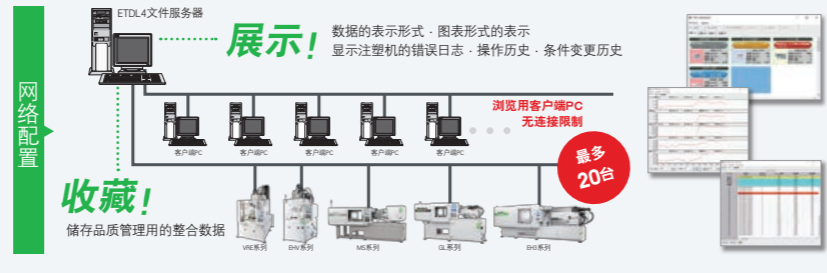 ETDL4文件服务器
展示！
数据的表示形式・图表形式的表示
显示注塑机的错误日志・操作历史・条件变更历史
网络配置
浏览用客户端PC
无连接限制
客户端PC
客户端PC
客户端PC
客户端PC
客户端PC
最多
20台
收藏！
储存品质管理用的整合数据
VRE系列
EHV系列
MS系列
GL系列
EH3系列